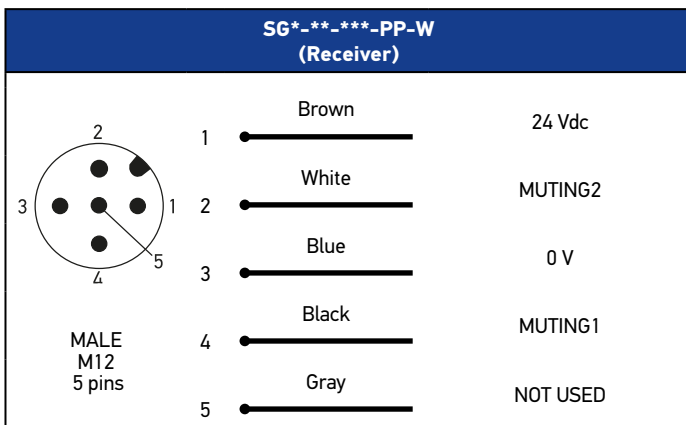 SG*-**-***-PP-W
(Receiver)
2
3
1
5
4
MALE
M12
5 pins
1 Brown 24 Vdc
2 White MUTING2
3 Blue 0 V
4 Black MUTING1
5 Gray NOT USED